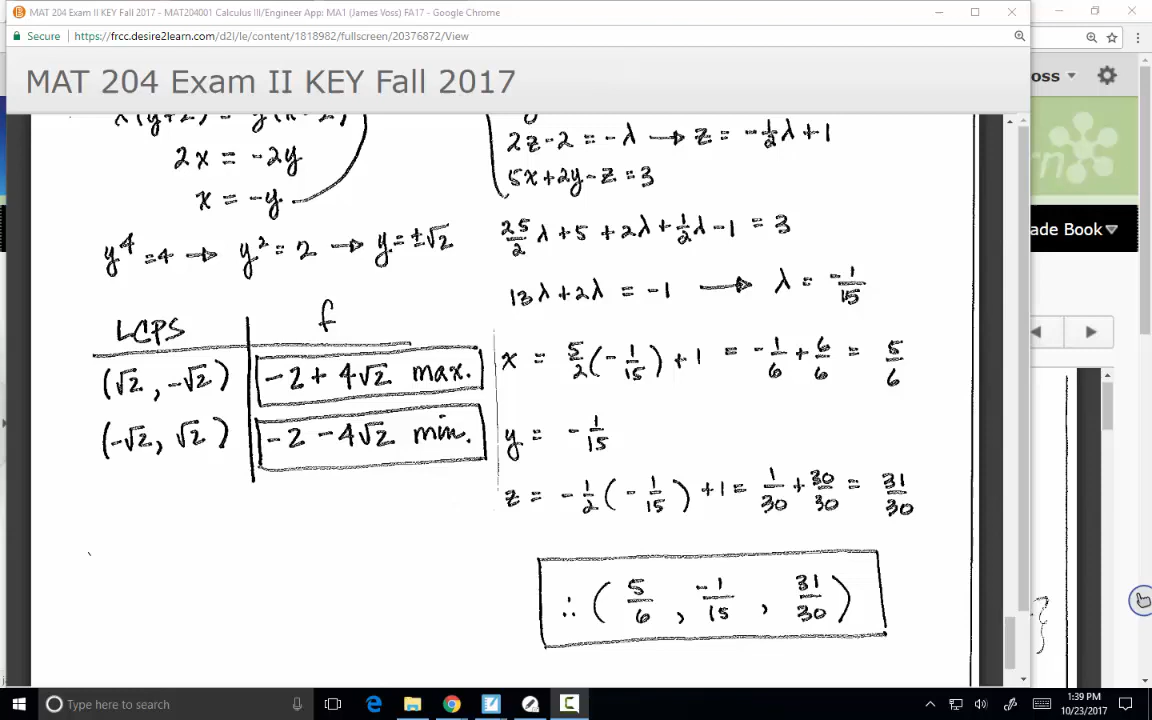 MAT 204 Exam II KEY Fall 2017 - MAT204001 Calculus III/Engineer App: MA1 (James Voss) FA17 - Google Chrome
Secure
https://frcc.desire2learn.com/d2l/le/content/1818982/fullscreen/20376872/View
MAT 204 Exam II KEY Fall 2017
oss
ade Book
2x = -2y
x = -y
y⁴ = 4 → y² = 2 → y = ±√2
LCPS f
(√2, -√2) -2 + 4√2 max.
(-√2, √2) -2 - 4√2 min.
2z - 2 = -λ → z = -1/2 λ + 1
5x + 2y - z = 3
25/2 λ + 5 + 2λ + 1/2 λ - 1 = 3
13λ + 2λ = -1 → λ = -1/15
x = 5/2 (-1/15) + 1 = -1/6 + 6/6 = 5/6
y = -1/15
z = -1/2 (-1/15) + 1 = 1/30 + 30/30 = 31/30
∴ (5/6, -1/15, 31/30)
Type here to search
1:39 PM
10/23/2017